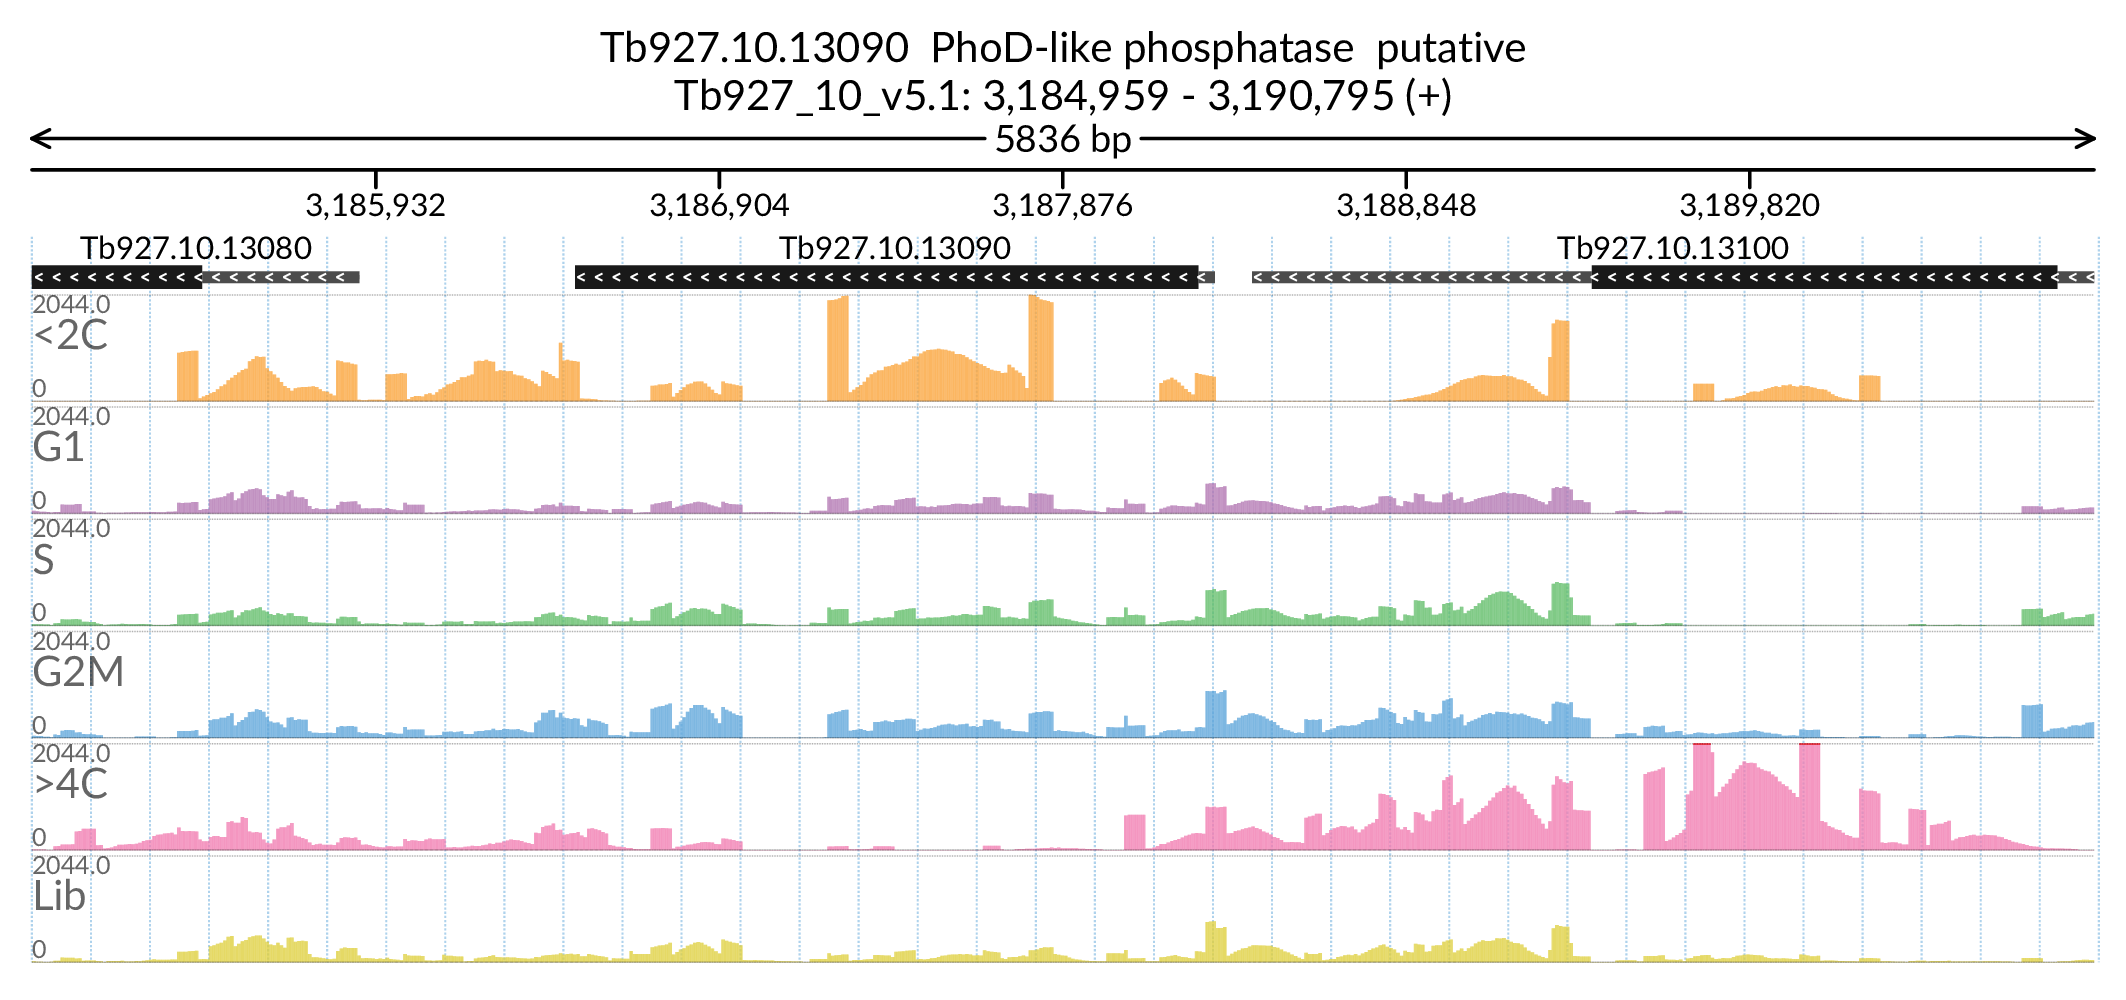 Tb927.10.13090 PhoD-like phosphatase putative
Tb927_10_v5.1: 3,184,959 - 3,190,795 (+)
5836 bp
3,185,932 3,186,904 3,187,876 3,188,848 3,189,820
Tb927.10.13080 Tb927.10.13090 Tb927.10.13100
2044.0
<2C
0
2044.0
G1
0
2044.0
S
0
2044.0
G2M
0
2044.0
>4C
0
2044.0
Lib
0